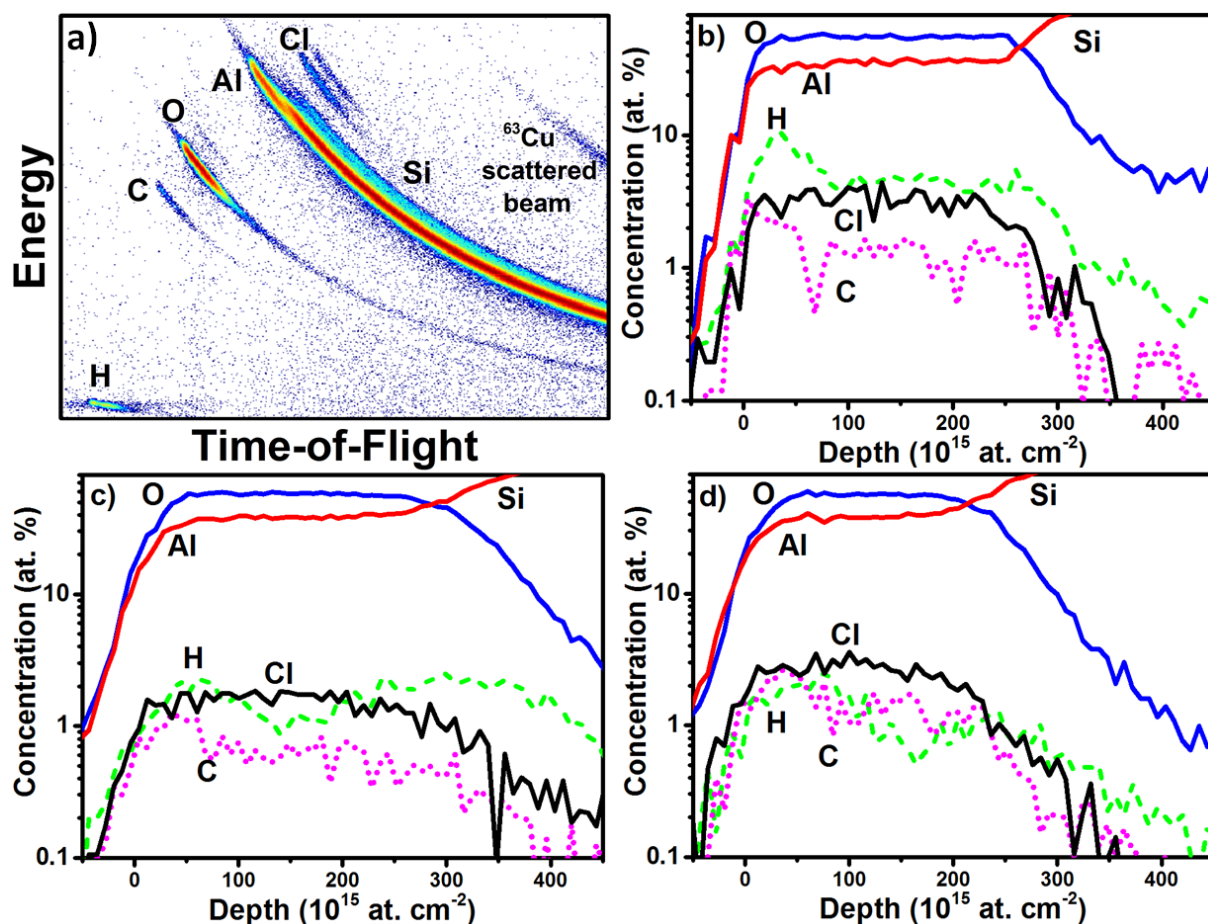 a)
Cl
Al
O
C
Si
⁶³Cu
scattered
beam
H
Energy
Time-of-Flight
b)
O
Al
Si
H
Cl
C
10
1
0.1
0 100 200 300 400
Concentration (at. %)
Depth (10¹⁵ at. cm⁻²)
c)
O
Al
Si
H
Cl
C
10
1
0.1
0 100 200 300 400
Concentration (at. %)
Depth (10¹⁵ at. cm⁻²)
d)
O
Al
Si
Cl
H
C
10
1
0.1
0 100 200 300 400
Concentration (at. %)
Depth (10¹⁵ at. cm⁻²)